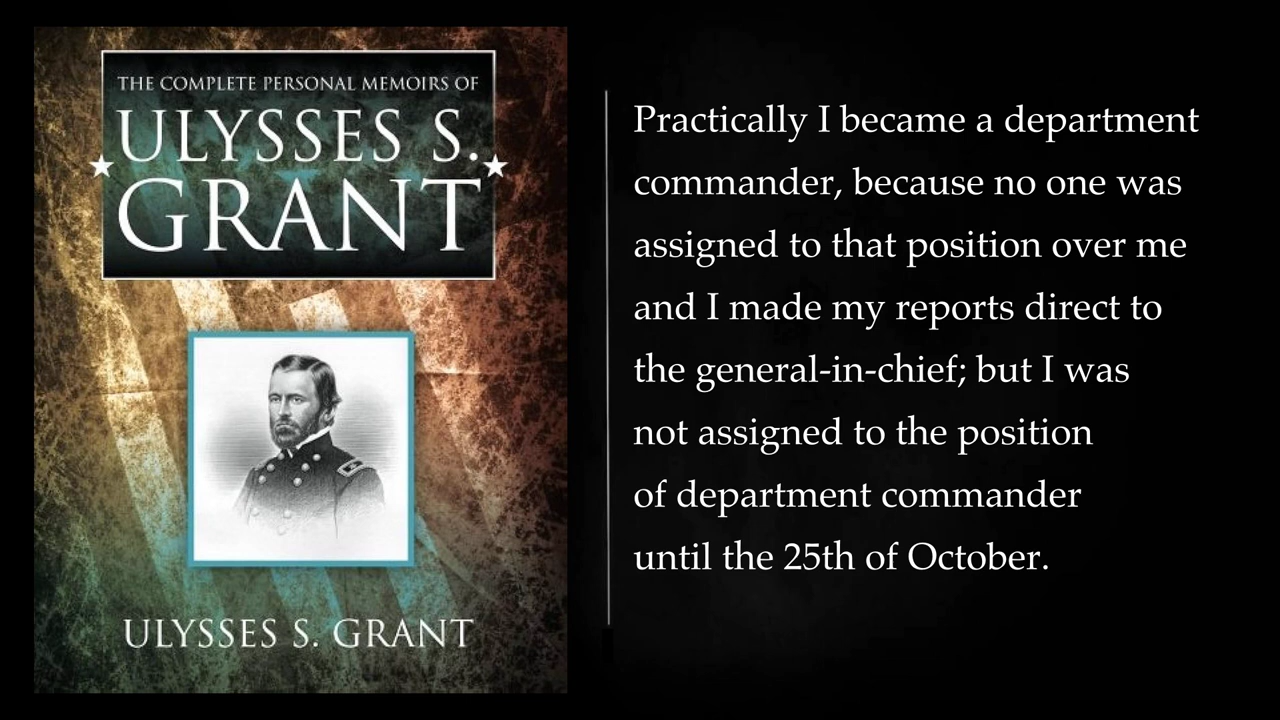 THE COMPLETE PERSONAL MEMOIRS OF
ULYSSES S.
GRANT
ULYSSES S. GRANT
Practically I became a department
commander, because no one was
assigned to that position over me
and I made my reports direct to
the general-in-chief; but I was
not assigned to the position
of department commander
until the 25th of October.